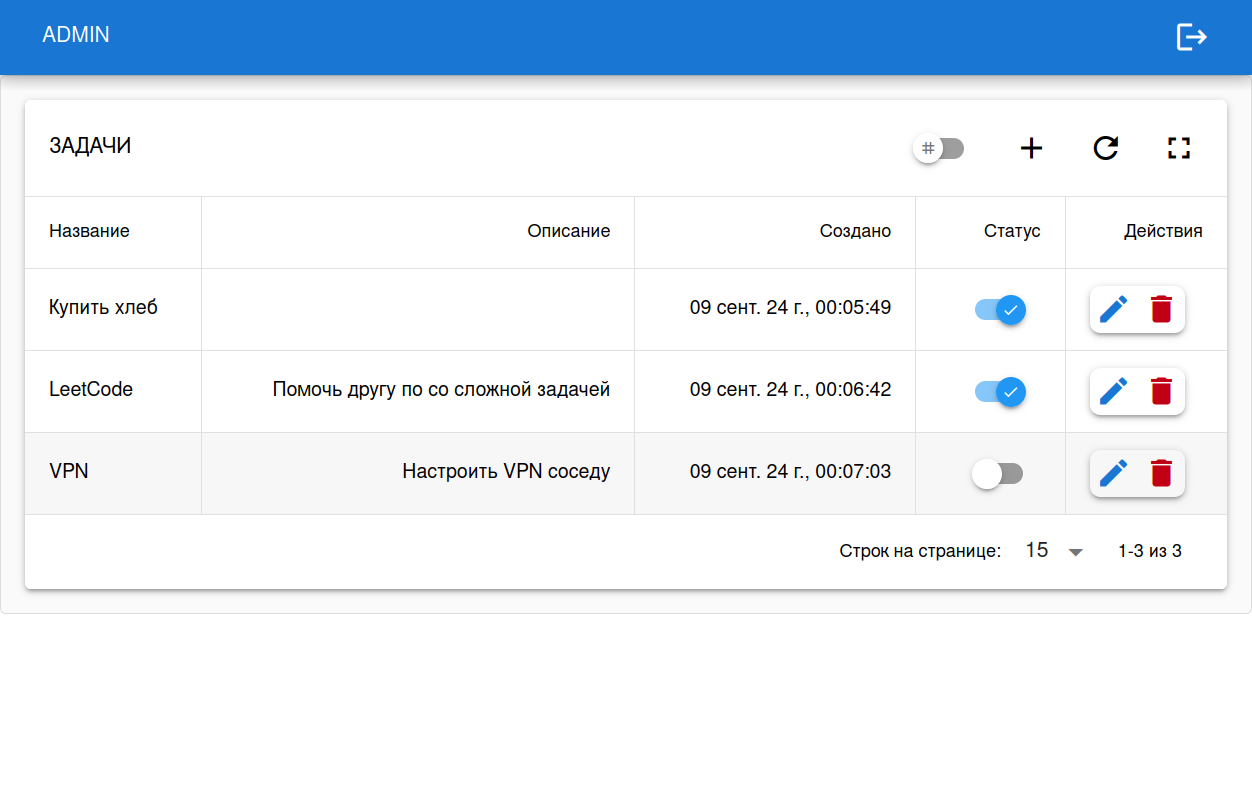 ADMIN
ЗАДАЧИ
#
Название Описание Создано Статус Действия
Купить хлеб 09 сент. 24 г., 00:05:49
LeetCode Помочь другу по со сложной задачей 09 сент. 24 г., 00:06:42
VPN Настроить VPN соседу 09 сент. 24 г., 00:07:03
Строк на странице: 15 1-3 из 3